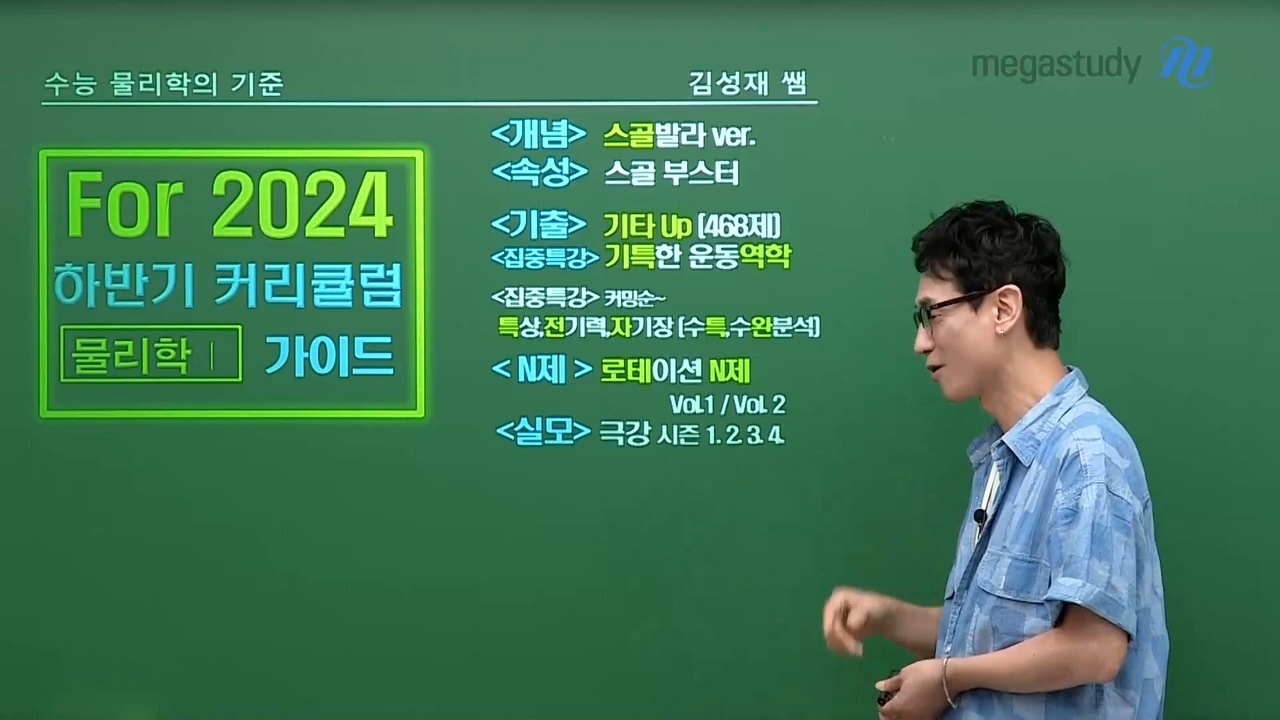 megastudy
수능 물리학의 기준
김성재 쌤
For 2024
하반기 커리큘럼
물리학 I 가이드
<개념> 스골발라 ver.
<속성> 스골 부스터
<기출> 기타 Up [468제]
<집중특강> 기특한 운동역학
<집중특강> 커밍순~
특상,전기력,자기장 [수특,수완분석]
< N제 > 로테이션 N제
Vol.1 / Vol. 2
<실모> 극강 시즌 1. 2. 3. 4.